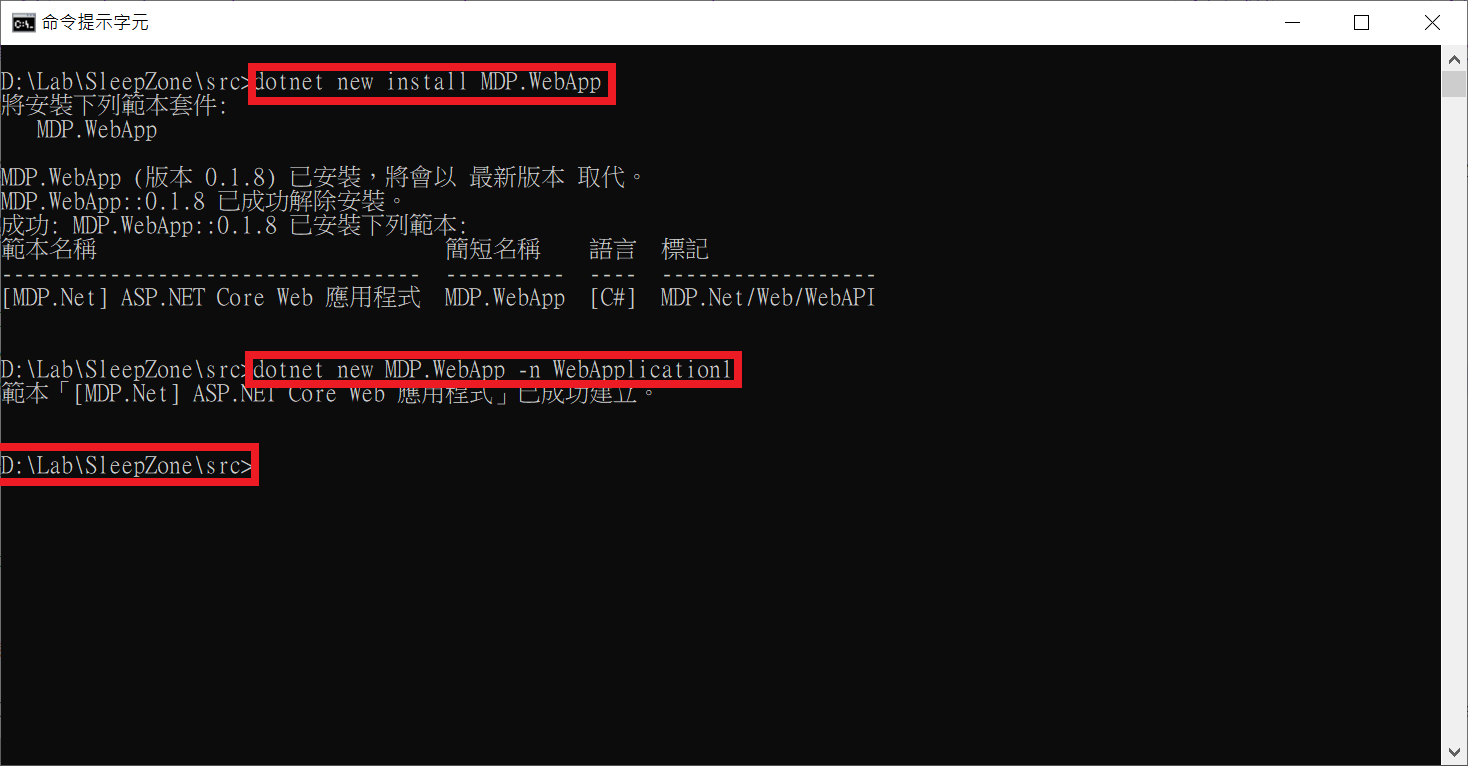 命令提示字元
D:\Lab\SleepZone\src>dotnet new install MDP.WebApp
將安裝下列範本套件:
   MDP.WebApp
MDP.WebApp (版本 0.1.8) 已安裝，將會以 最新版本 取代。
MDP.WebApp::0.1.8 已成功解除安裝。
成功: MDP.WebApp::0.1.8 已安裝下列範本:
範本名稱                             簡短名稱    語言  標記
-----------------------------------  ----------  ----  ------------------
[MDP.Net] ASP.NET Core Web 應用程式  MDP.WebApp  [C#]  MDP.Net/Web/WebAPI
D:\Lab\SleepZone\src>dotnet new MDP.WebApp -n WebApplication1
範本「[MDP.Net] ASP.NET Core Web 應用程式」已成功建立。
D:\Lab\SleepZone\src>